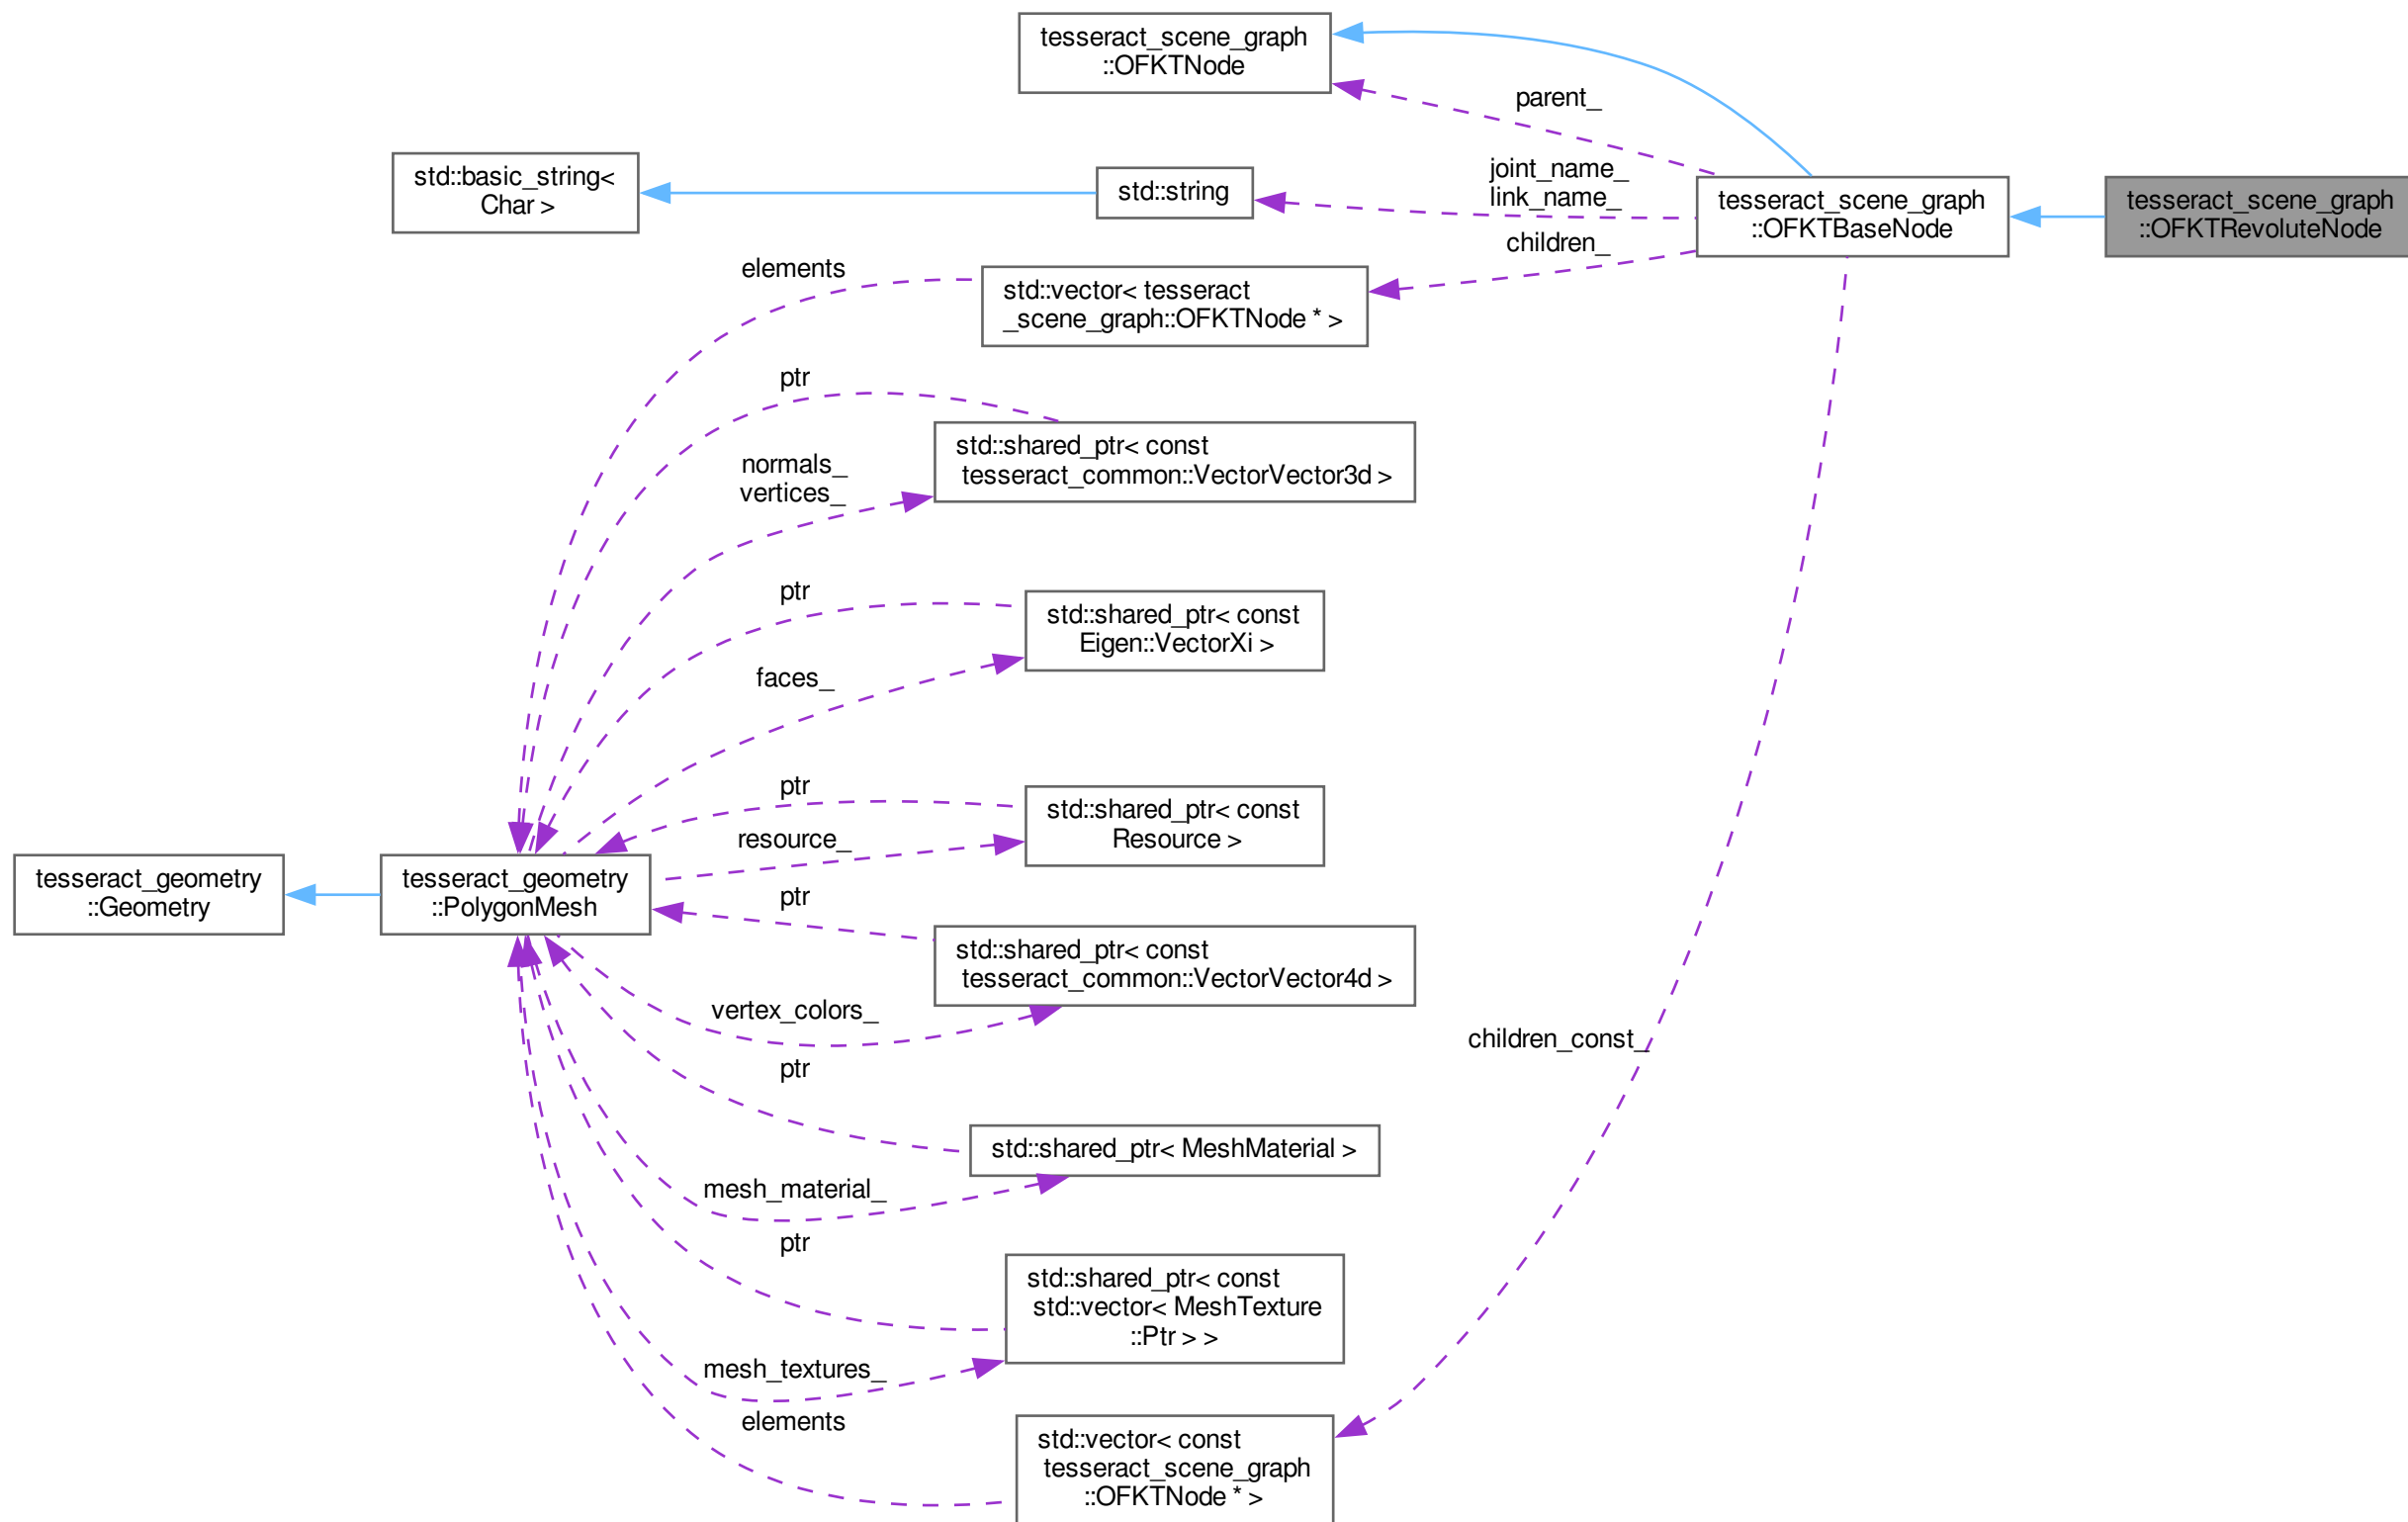 tesseract_scene_graph
::OFKTNode
parent_
std::basic_string<
Char >
std::string
joint_name_
link_name_
tesseract_scene_graph
::OFKTBaseNode
tesseract_scene_graph
::OFKTRevoluteNode
children_
elements
std::vector< tesseract
_scene_graph::OFKTNode * >
ptr
std::shared_ptr< const
tesseract_common::VectorVector3d >
normals_
vertices_
ptr
std::shared_ptr< const
Eigen::VectorXi >
faces_
ptr
std::shared_ptr< const
Resource >
resource_
tesseract_geometry
::Geometry
tesseract_geometry
::PolygonMesh
ptr
std::shared_ptr< const
tesseract_common::VectorVector4d >
vertex_colors_
children_const_
ptr
std::shared_ptr< MeshMaterial >
mesh_material_
ptr
std::shared_ptr< const
std::vector< MeshTexture
::Ptr > >
mesh_textures_
elements
std::vector< const
tesseract_scene_graph
::OFKTNode * >